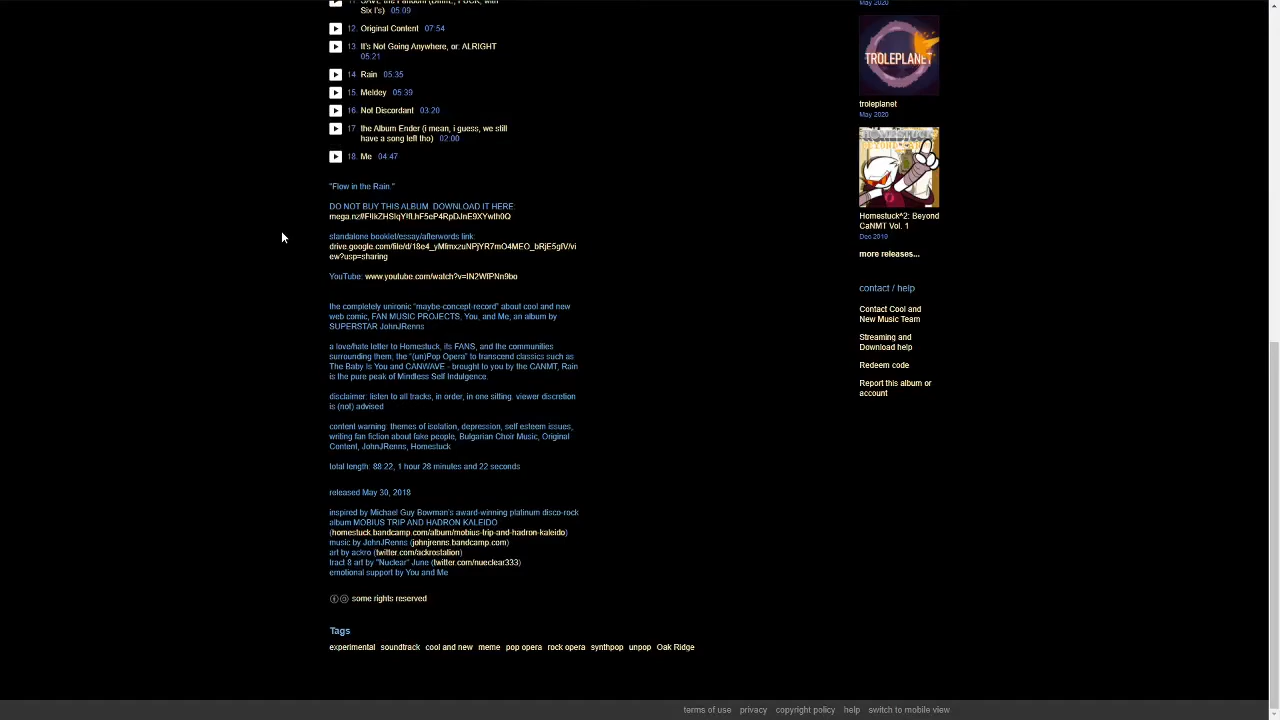 Six I's) 05:09
12. Original Content 07:54
13. It's Not Going Anywhere, or: ALRIGHT
05:21
14. Rain 05:35
15. Meldey 05:39
16. Not Discordant 03:20
17. the Album Ender (i mean, i guess, we still
have a song left tho) 02:00
18. Me 04:47
"Flow in the Rain."
DO NOT BUY THIS ALBUM. DOWNLOAD IT HERE:
standalone booklet/essay/afterwords link:
ew?usp=sharing
YouTube: www.youtube.com/watch?v=IN2WfPNn9bo
the completely unironic "maybe-concept-record" about cool and new
web comic, FAN MUSIC PROJECTS, You, and Me, an album by
SUPERSTAR JohnJRenns
a love/hate letter to Homestuck, its FANS, and the communities
surrounding them, the "(un)Pop Opera" to transcend classics such as
The Baby Is You and CANWAVE - brought to you by the CANMT, Rain
is the pure peak of Mindless Self Indulgence.
disclaimer: listen to all tracks, in order, in one sitting. viewer discretion
is (not) advised
content warning: themes of isolation, depression, self esteem issues,
writing fan fiction about fake people, Bulgarian Choir Music, Original
Content, JohnJRenns, Homestuck
total length: 88:22, 1 hour 28 minutes and 22 seconds
released May 30, 2018
inspired by Michael Guy Bowman's award-winning platinum disco-rock
album MOBIUS TRIP AND HADRON KALEIDO
(homestuck.bandcamp.com/album/mobius-trip-and-hadron-kaleido)
music by JohnJRenns (johnjrenns.bandcamp.com)
art by ackro (twitter.com/ackrostation)
tract 8 art by "Nuclear" June (twitter.com/nueclear333)
emotional support by You and Me
some rights reserved
Tags
experimental soundtrack cool and new meme pop opera rock opera synthpop unpop Oak Ridge
May 2020
TROLEPLANET
troleplanet
May 2020
HOMESTUCK
Homestuck^2: Beyond
CaNMT Vol. 1
Dec 2019
more releases...
contact / help
Contact Cool and
New Music Team
Streaming and
Download help
Redeem code
Report this album or
account
terms of use privacy copyright policy help switch to mobile view